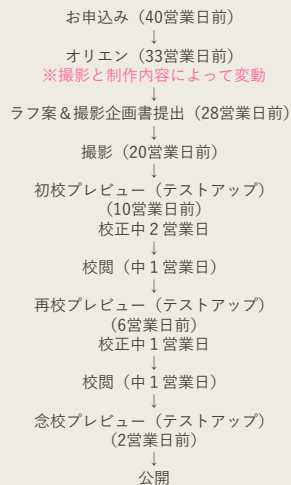 お申込み（40営業日前）
↓
オリエン（33営業日前）
※撮影と制作内容によって変動
↓
ラフ案＆撮影企画書提出（28営業日前）
↓
撮影（20営業日前）
↓
初校プレビュー（テストアップ）
（10営業日前）
校正中２営業日
↓
校閲（中１営業日）
↓
再校プレビュー（テストアップ）
（6営業日前）
校正中１営業日
↓
校閲（中１営業日）
↓
念校プレビュー（テストアップ）
（2営業日前）
↓
公開